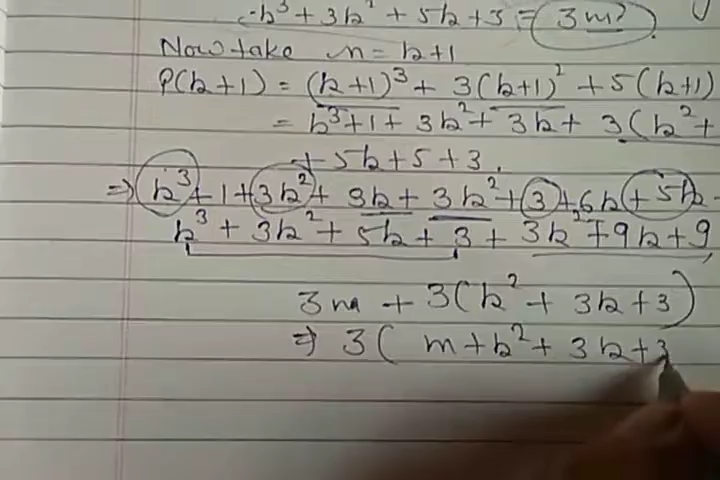 k³ + 3k² + 5k + 3 = 3m
Now take n = k+1
P(k+1) = (k+1)³ + 3(k+1)² + 5(k+1)
= k³+1+ 3k²+ 3k + 3(k²+
+ 5k+5+3.
⇒ k³+1+3k²+ 3k+ 3k²+3+6k+5k
k³ + 3k²+ 5k + 3 + 3k²+9k+9
3m + 3(k² + 3k+3)
⇒ 3( m+k²+ 3k+3